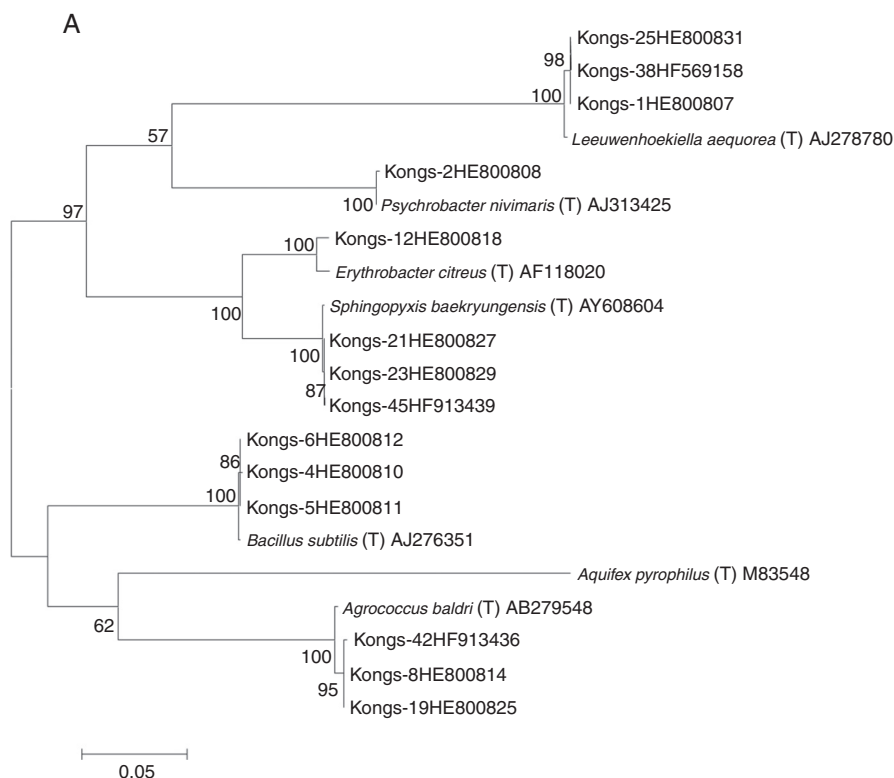 A
Kongs-25HE800831
98
Kongs-38HF569158
100
Kongs-1HE800807
57
Leeuwenhoekiella aequorea (T) AJ278780
Kongs-2HE800808
100
Psychrobacter nivimaris (T) AJ313425
97
Kongs-12HE800818
100
Erythrobacter citreus (T) AF118020
100
Sphingopyxis baekryungensis (T) AY608604
Kongs-21HE800827
100
Kongs-23HE800829
87
Kongs-45HF913439
Kongs-6HE800812
86
Kongs-4HE800810
100
Kongs-5HE800811
Bacillus subtilis (T) AJ276351
Aquifex pyrophilus (T) M83548
62
Agrococcus baldri (T) AB279548
Kongs-42HF913436
100
Kongs-8HE800814
95
Kongs-19HE800825
0.05